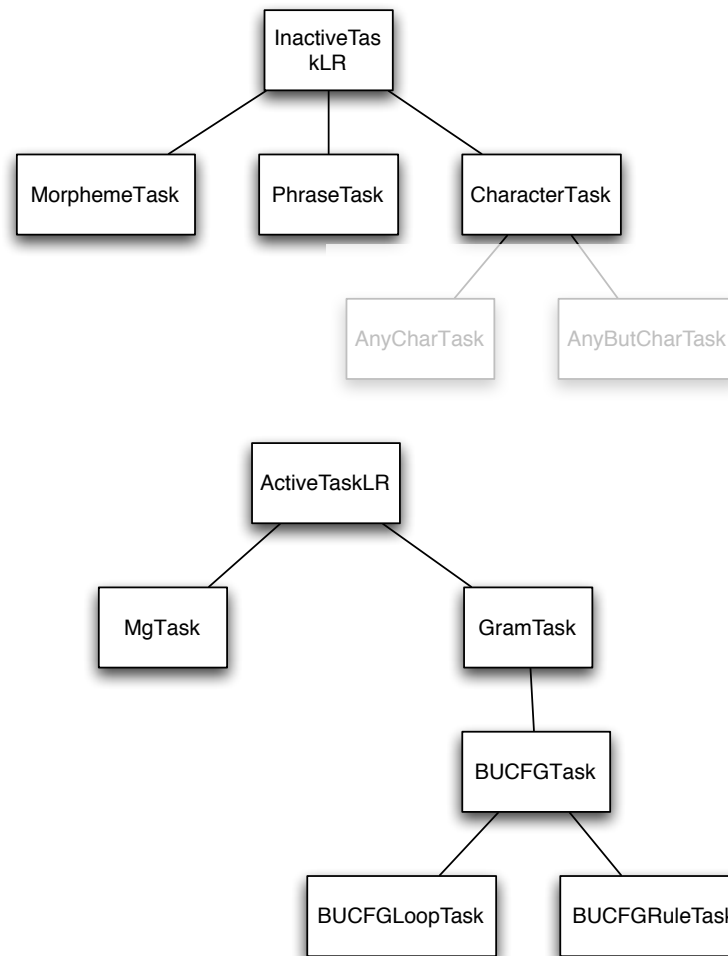 InactiveTas
kLR
MorphemeTask
PhraseTask
CharacterTask
AnyCharTask
AnyButCharTask
ActiveTaskLR
MgTask
GramTask
BUCFGTask
BUCFGLoopTask
BUCFGRuleTask